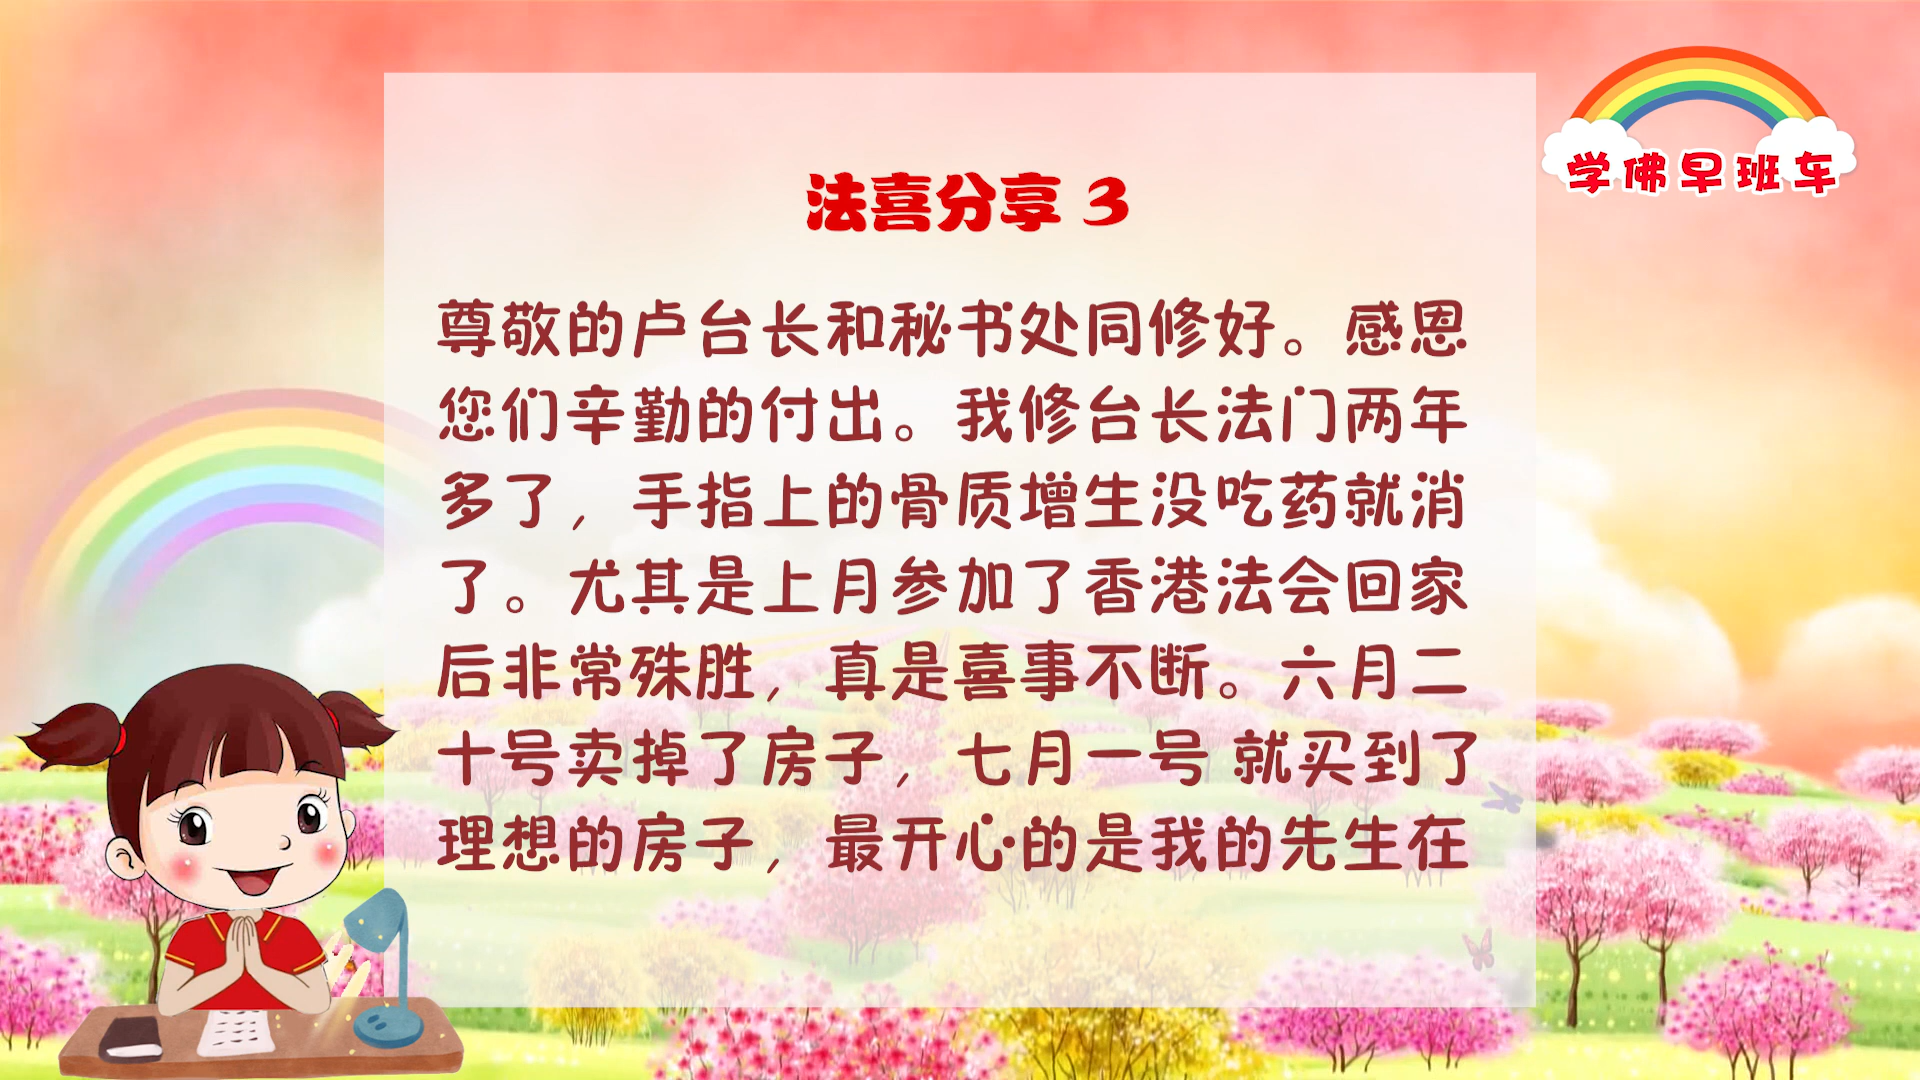 学佛早班车
法喜分享 3
尊敬的卢台长和秘书处同修好。感恩
您们辛勤的付出。我修台长法门两年
多了，手指上的骨质增生没吃药就消
了。尤其是上月参加了香港法会回家
后非常殊胜，真是喜事不断。六月二
十号卖掉了房子，七月一号 就买到了
理想的房子，最开心的是我的先生在